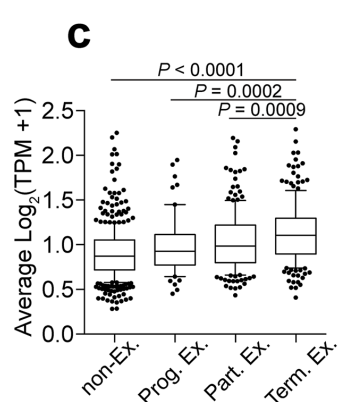 c
P < 0.0001
P = 0.0002
P = 0.0009
Average Log2(TPM +1)
2.5
2.0
1.5
1.0
0.5
0.0
non-Ex.
Prog. Ex.
Part. Ex.
Term. Ex.